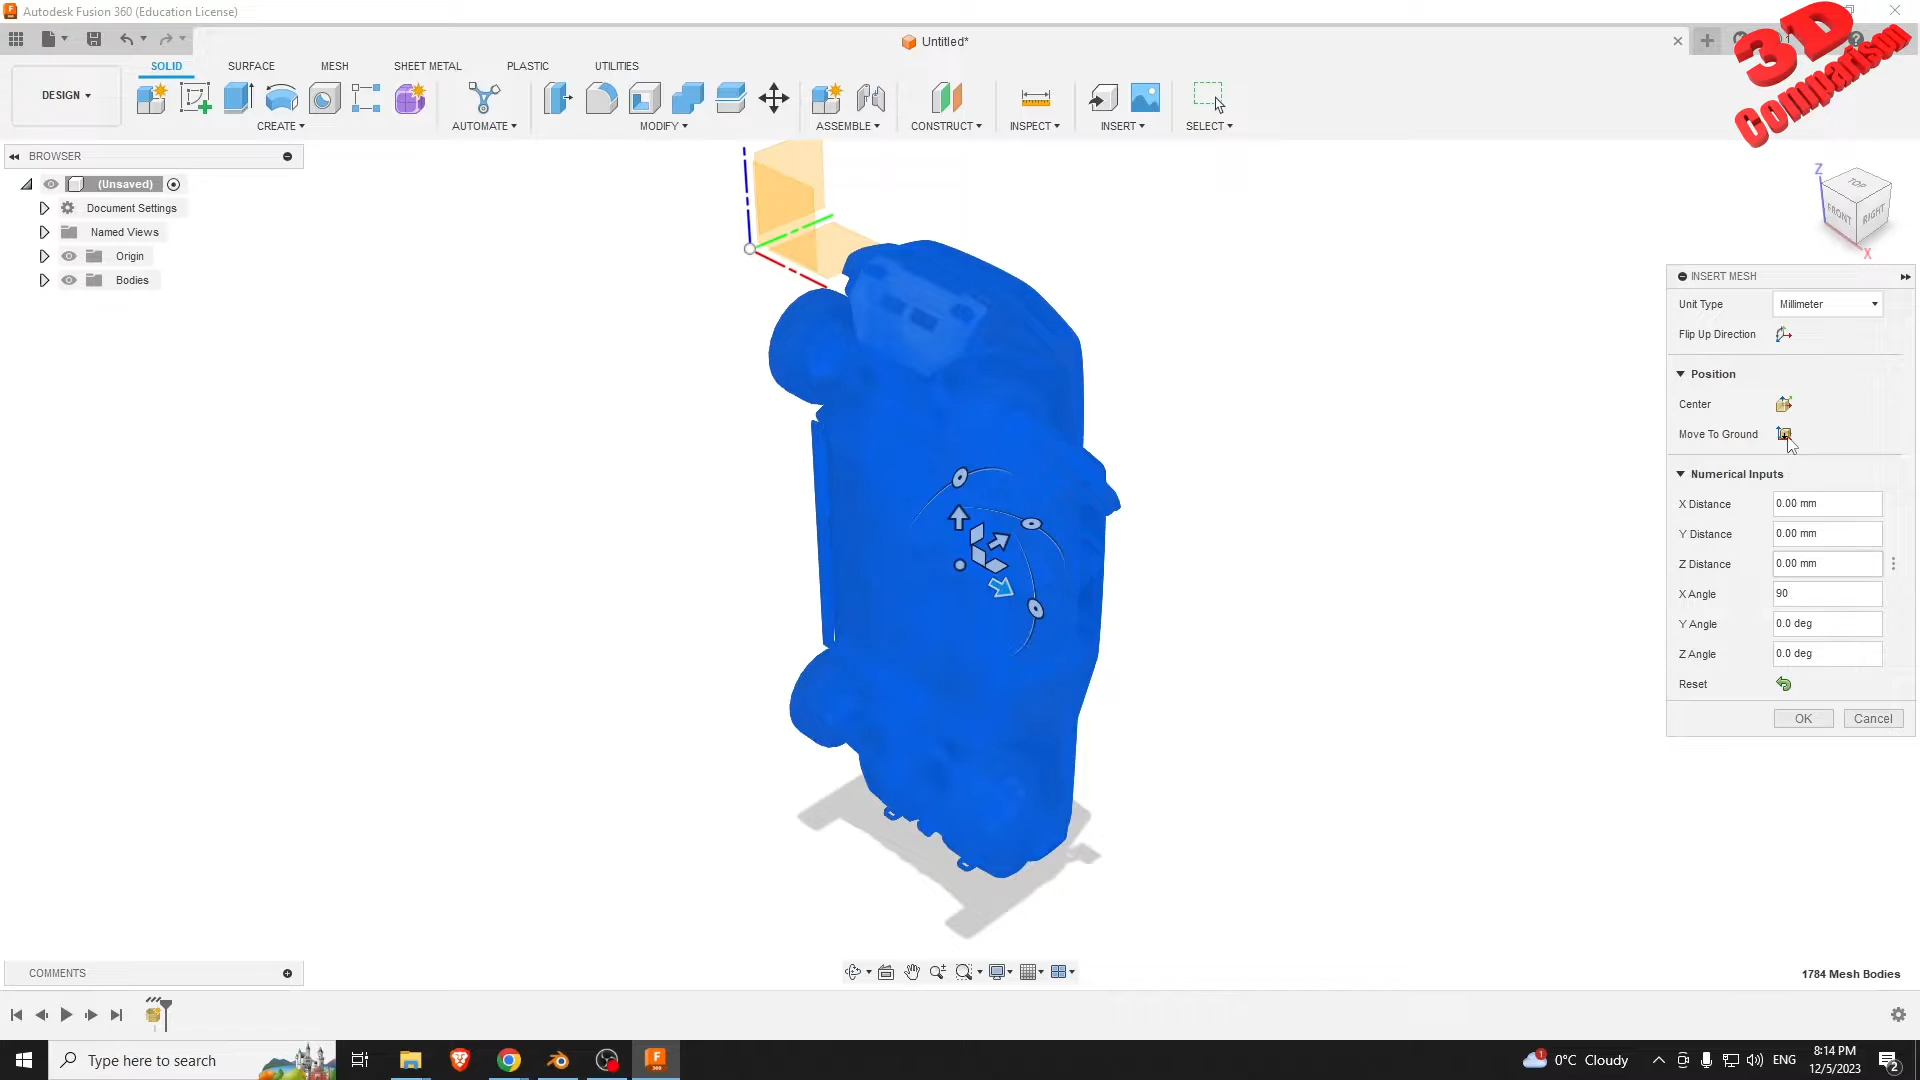 Autodesk Fusion 360 (Education License)
Untitled*
3D
Comparison
SOLID SURFACE MESH SHEET METAL PLASTIC UTILITIES
DESIGN
CREATE AUTOMATE MODIFY ASSEMBLE CONSTRUCT INSPECT INSERT SELECT
BROWSER
(Unsaved)
Document Settings
Named Views
Origin
Bodies
Z
TOP
FRONT
RIGHT
X
INSERT MESH
Unit Type Millimeter
Flip Up Direction
Position
Center
Move To Ground
Numerical Inputs
X Distance 0.00 mm
Y Distance 0.00 mm
Z Distance 0.00 mm
X Angle 90
Y Angle 0.0 deg
Z Angle 0.0 deg
Reset
OK Cancel
COMMENTS
1784 Mesh Bodies
Type here to search
0°C Cloudy
ENG
8:14 PM
12/5/2023
2